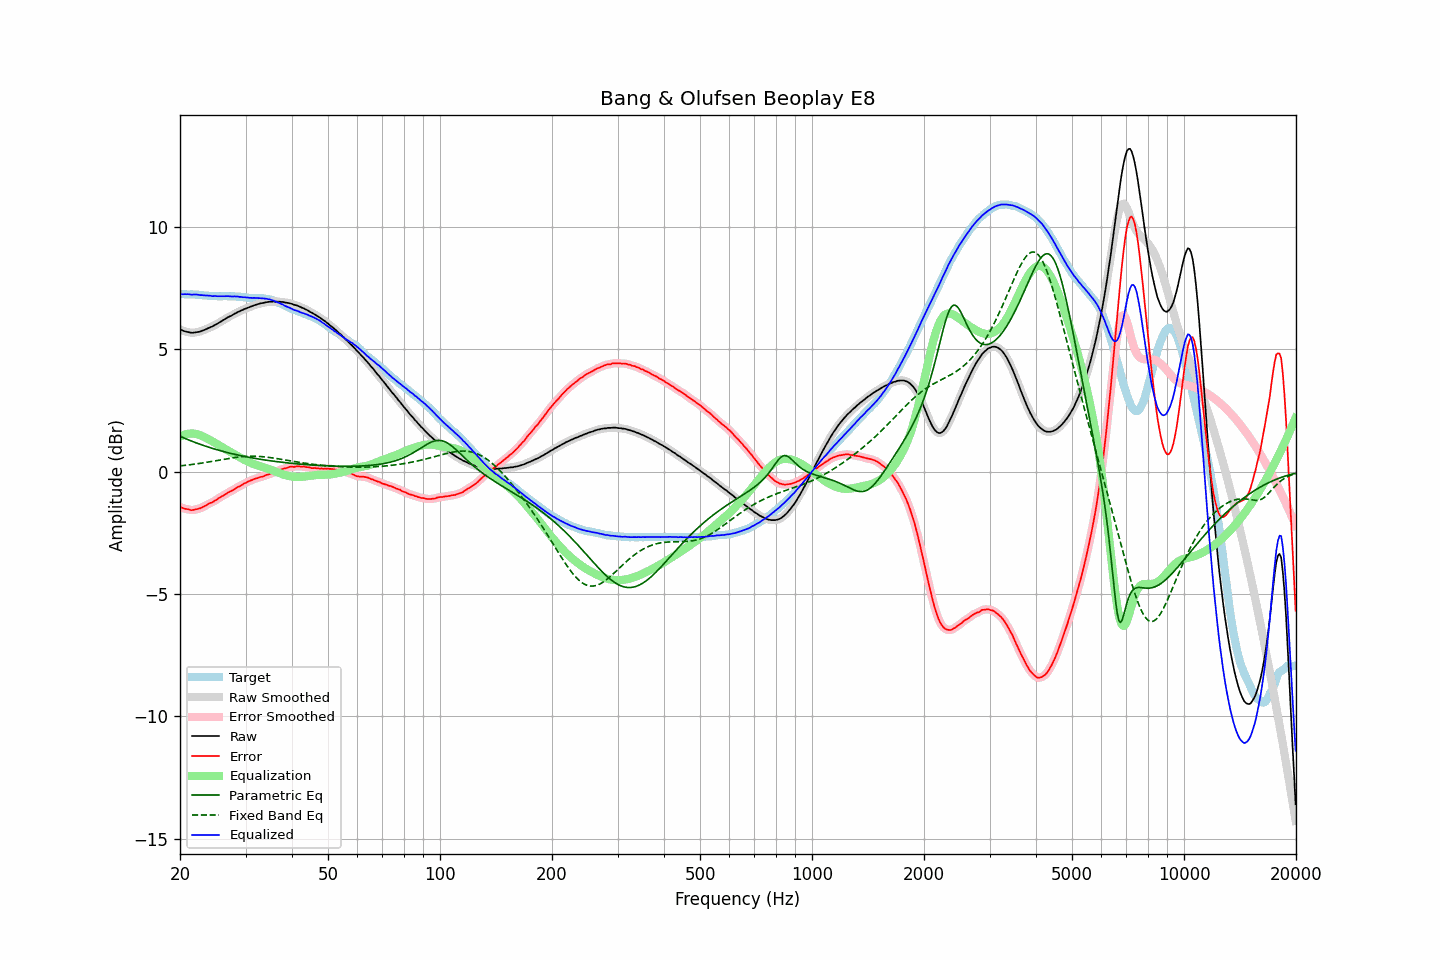 Bang & Olufsen Beoplay E8
Amplitude (dBr)
10
5
0
−5
−10
−15
Target
Raw Smoothed
Error Smoothed
Raw
Error
Equalization
Parametric Eq
Fixed Band Eq
Equalized
20 50 100 200 500 1000 2000 5000 10000 20000
Frequency (Hz)